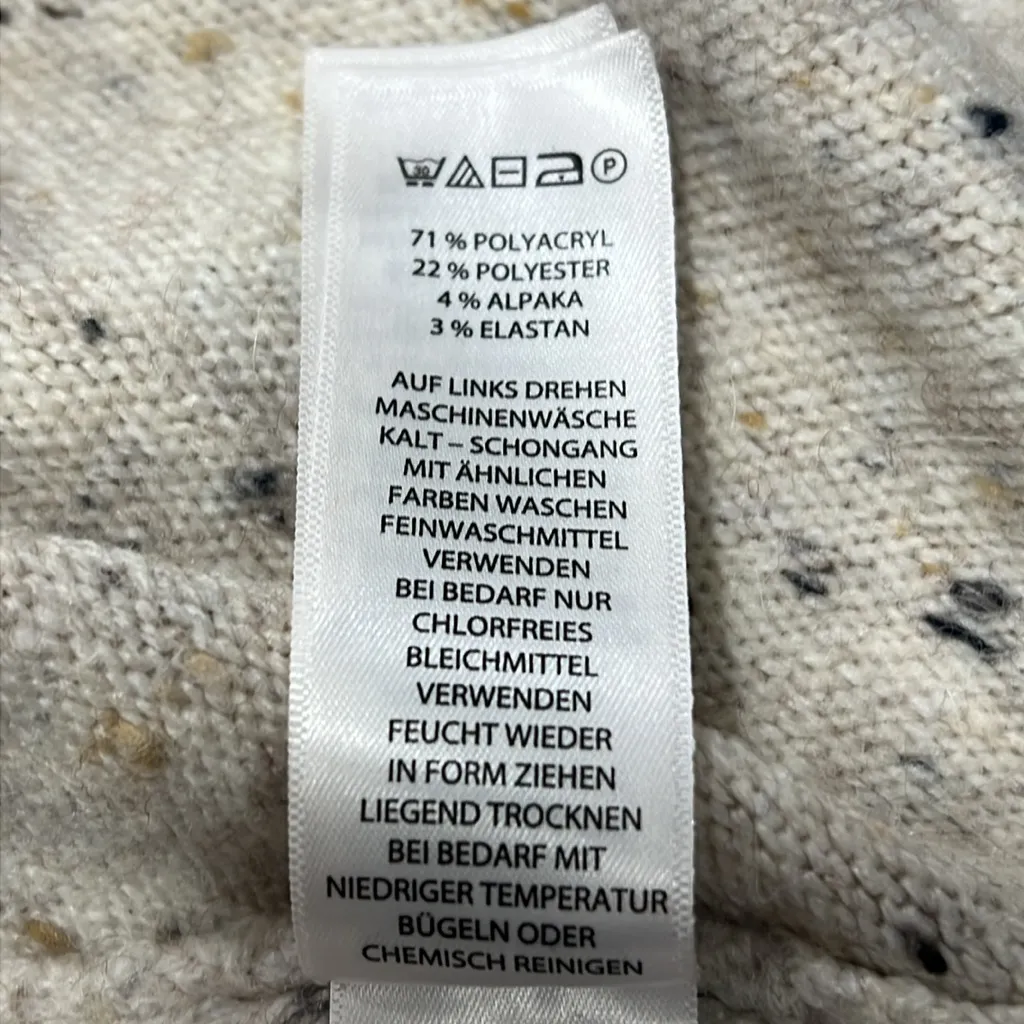 30 P
71 % POLYACRYL
22 % POLYESTER
4 % ALPAKA
3 % ELASTAN
AUF LINKS DREHEN
MASCHINENWÄSCHE
KALT – SCHONGANG
MIT ÄHNLICHEN
FARBEN WASCHEN
FEINWASCHMITTEL
VERWENDEN
BEI BEDARF NUR
CHLORFREIES
BLEICHMITTEL
VERWENDEN
FEUCHT WIEDER
IN FORM ZIEHEN
LIEGEND TROCKNEN
BEI BEDARF MIT
NIEDRIGER TEMPERATUR
BÜGELN ODER
CHEMISCH REINIGEN